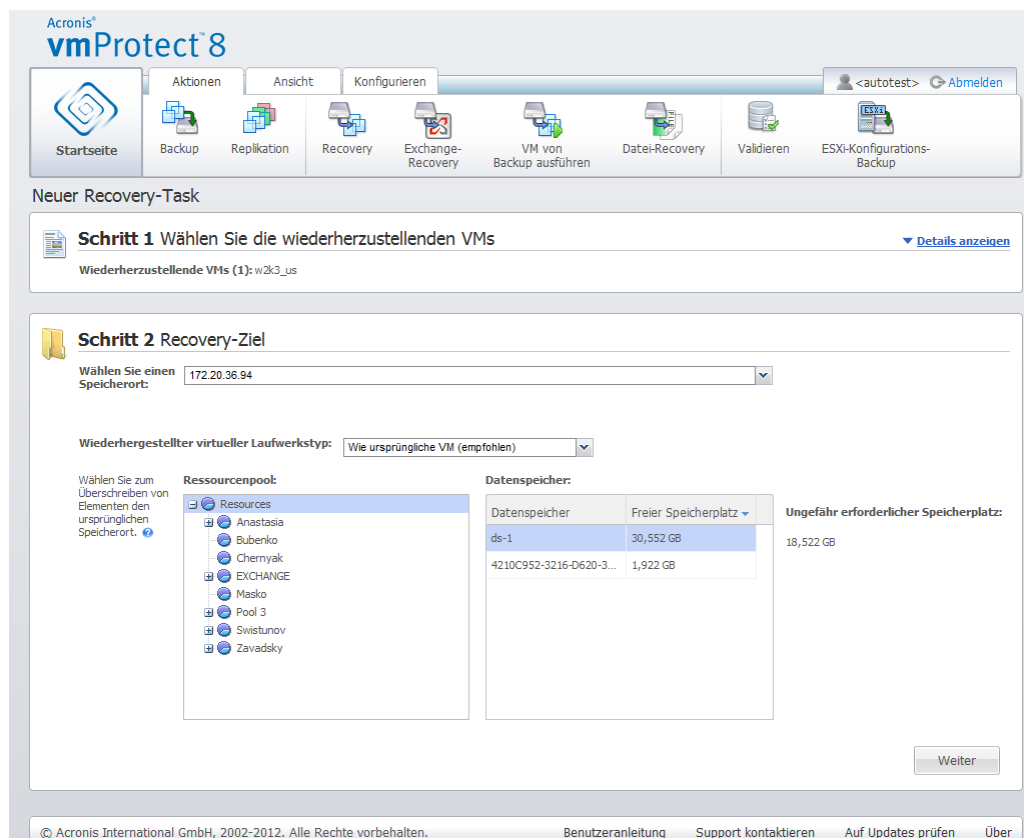 Acronis®
vmProtect™ 8
Aktionen Ansicht Konfigurieren
<autotest> Abmelden
Startseite
Backup
Replikation
Recovery
Exchange-
Recovery
VM von
Backup ausführen
Datei-Recovery
Validieren
ESXi
ESXi-Konfigurations-
Backup
Neuer Recovery-Task
Schritt 1 Wählen Sie die wiederherzustellenden VMs
Details anzeigen
Wiederherzustellende VMs (1): w2k3_us
Schritt 2 Recovery-Ziel
Wählen Sie einen
Speicherort:
172.20.36.94
Wiederhergestellter virtueller Laufwerkstyp: Wie ursprüngliche VM (empfohlen)
Wählen Sie zum
Überschreiben von
Elementen den
ursprünglichen
Speicherort. ?
Ressourcenpool:
Resources
Anastasia
Bubenko
Chernyak
EXCHANGE
Masko
Pool 3
Swistunov
Zavadsky
Datenspeicher:
Datenspeicher Freier Speicherplatz
ds-1 30,552 GB
4210C952-3216-D620-3... 1,922 GB
Ungefähr erforderlicher Speicherplatz:
18,522 GB
Weiter
© Acronis International GmbH, 2002-2012. Alle Rechte vorbehalten.
Benutzeranleitung Support kontaktieren Auf Updates prüfen Über